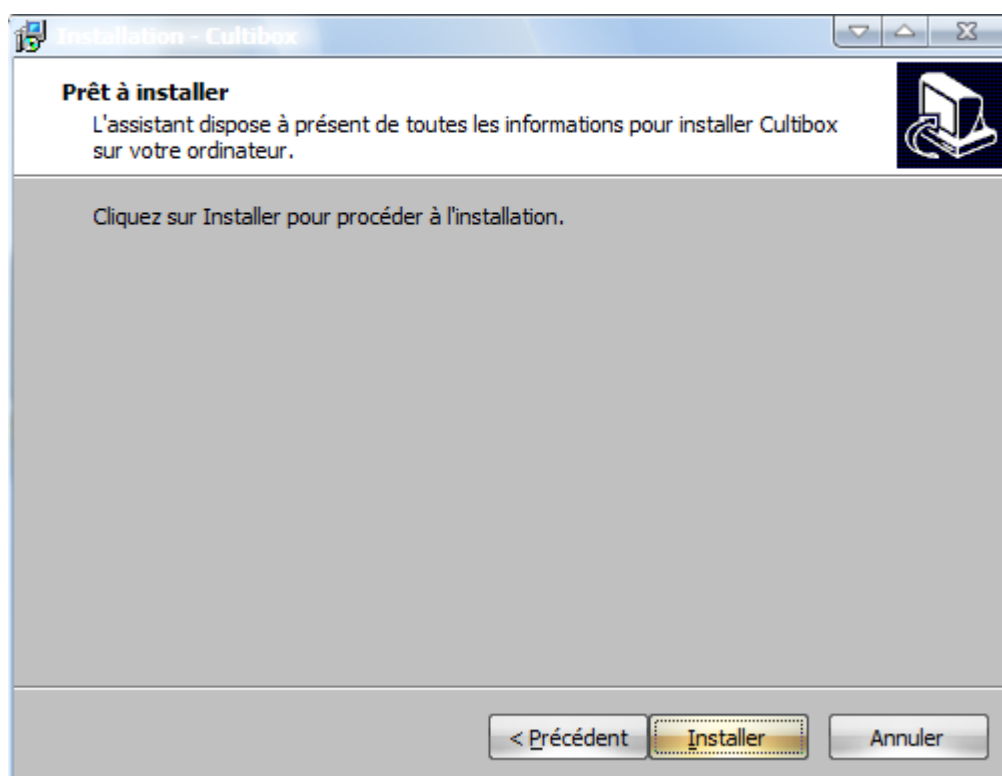 Installation - Cultibox
Prêt à installer
L'assistant dispose à présent de toutes les informations pour installer Cultibox
sur votre ordinateur.
Cliquez sur Installer pour procéder à l'installation.
< Précédent
Installer
Annuler